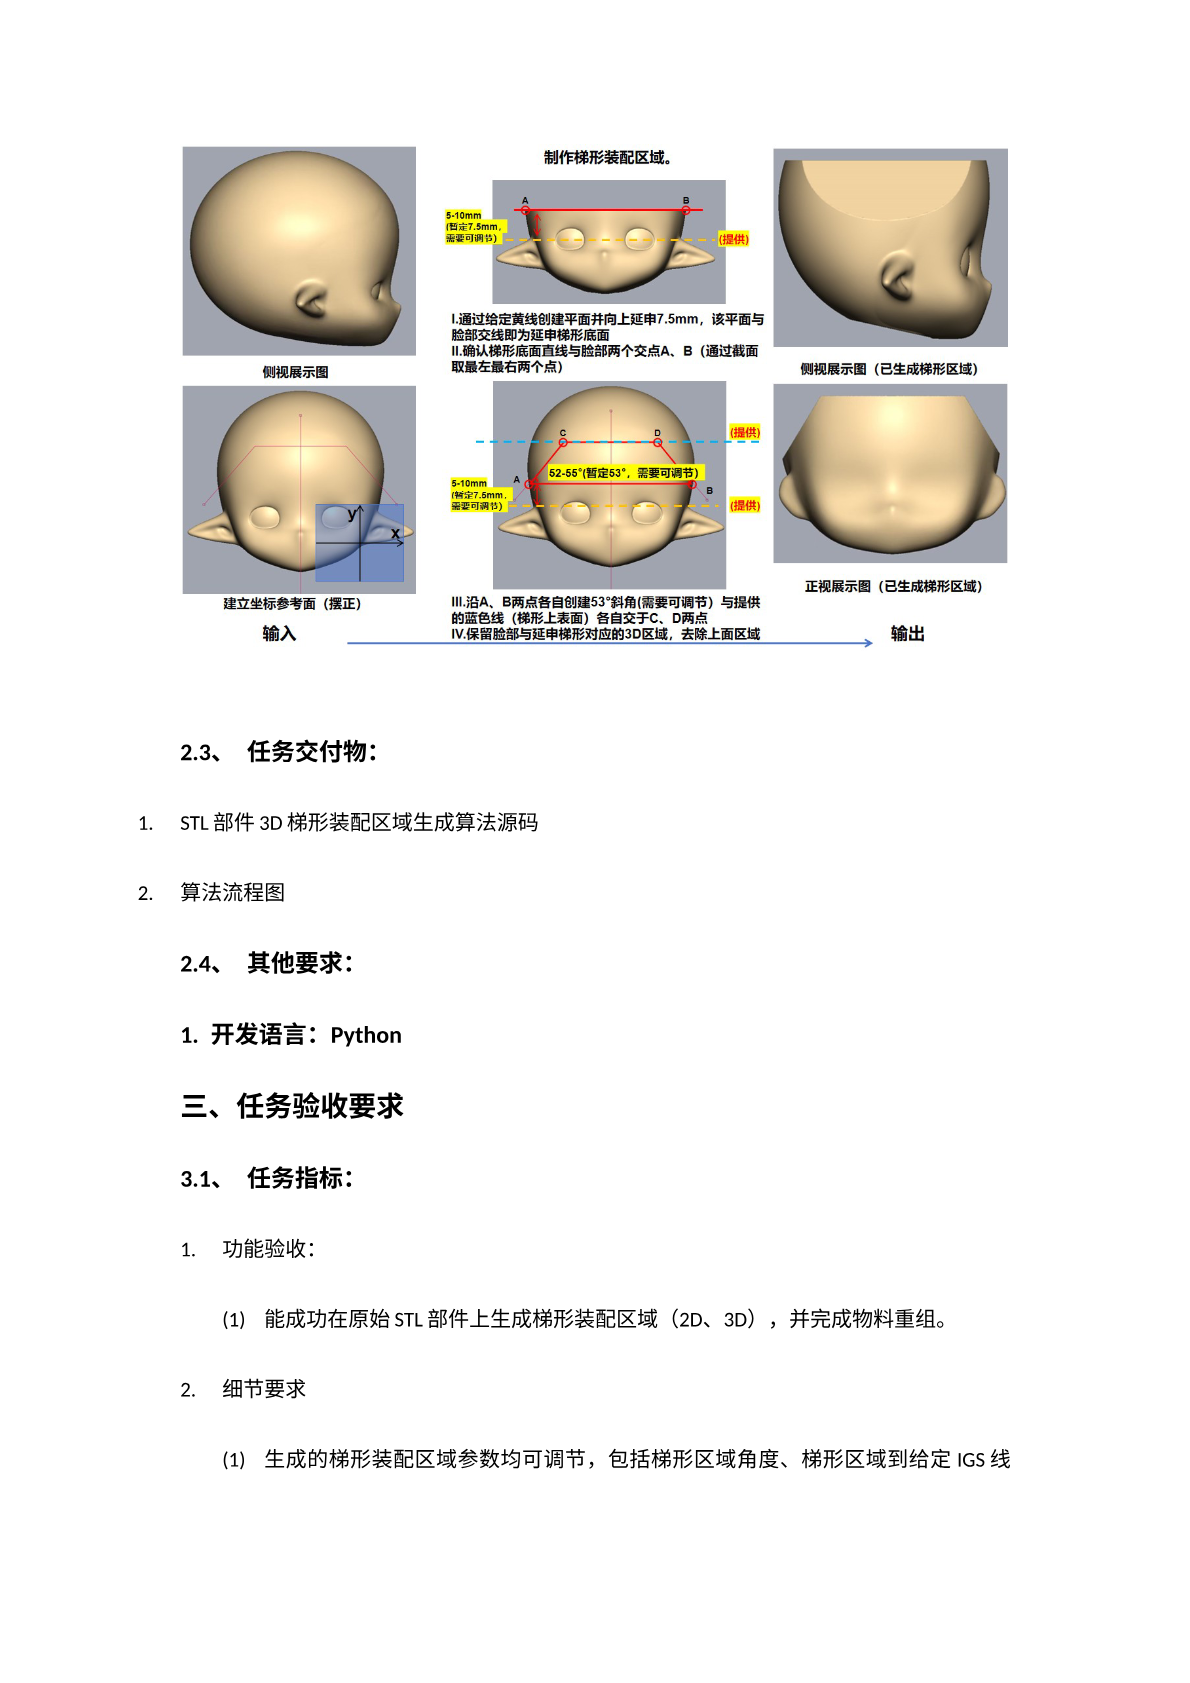 制作梯形装配区域。
A
B
5-10mm
(暂定7.5mm，
需要可调节)
(提供)
I.通过给定黄线创建平面并向上延申7.5mm，该平面与
脸部交线即为延申梯形底面
II.确认梯形底面直线与脸部两个交点A、B（通过截面
取最左最右两个点）
侧视展示图
侧视展示图（已生成梯形区域）
y
x
建立坐标参考面（摆正）
C
D
(提供)
52-55°(暂定53°，需要可调节)
A
B
5-10mm
(暂定7.5mm，
需要可调节)
(提供)
III.沿A、B两点各自创建53°斜角(需要可调节）与提供
的蓝色线（梯形上表面）各自交于C、D两点
IV.保留脸部与延申梯形对应的3D区域，去除上面区域
正视展示图（已生成梯形区域）
输入
输出
2.3、 任务交付物：
1. STL 部件 3D 梯形装配区域生成算法源码
2. 算法流程图
2.4、 其他要求：
1. 开发语言：Python
三、任务验收要求
3.1、 任务指标：
1. 功能验收：
(1) 能成功在原始 STL 部件上生成梯形装配区域（2D、3D），并完成物料重组。
2. 细节要求
(1) 生成的梯形装配区域参数均可调节，包括梯形区域角度、梯形区域到给定 IGS 线